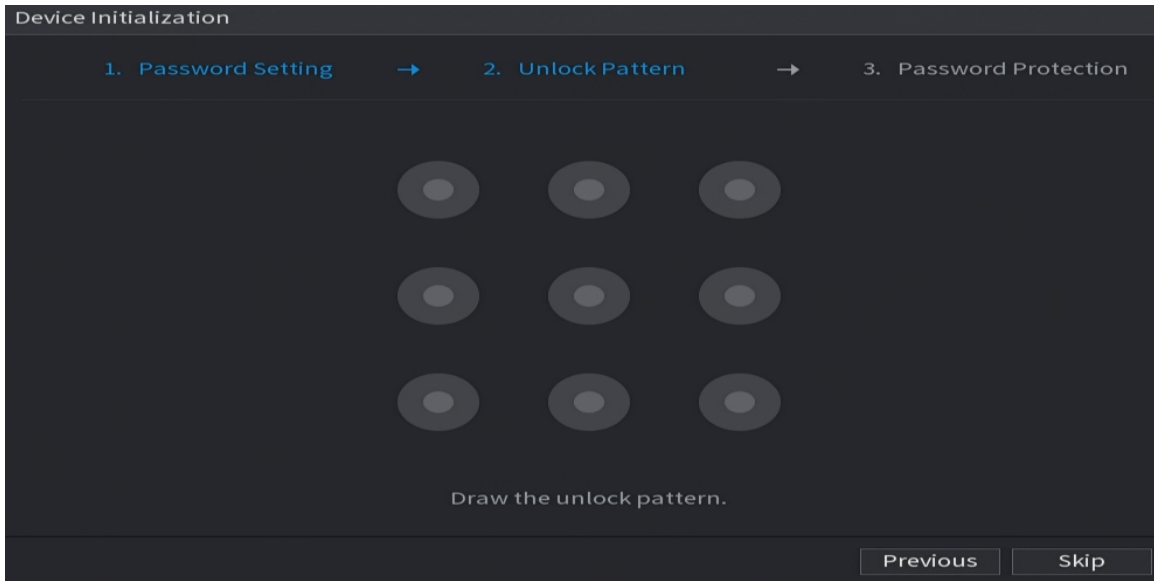 Device Initialization
1. Password Setting → 2. Unlock Pattern → 3. Password Protection
Draw the unlock pattern.
Previous Skip